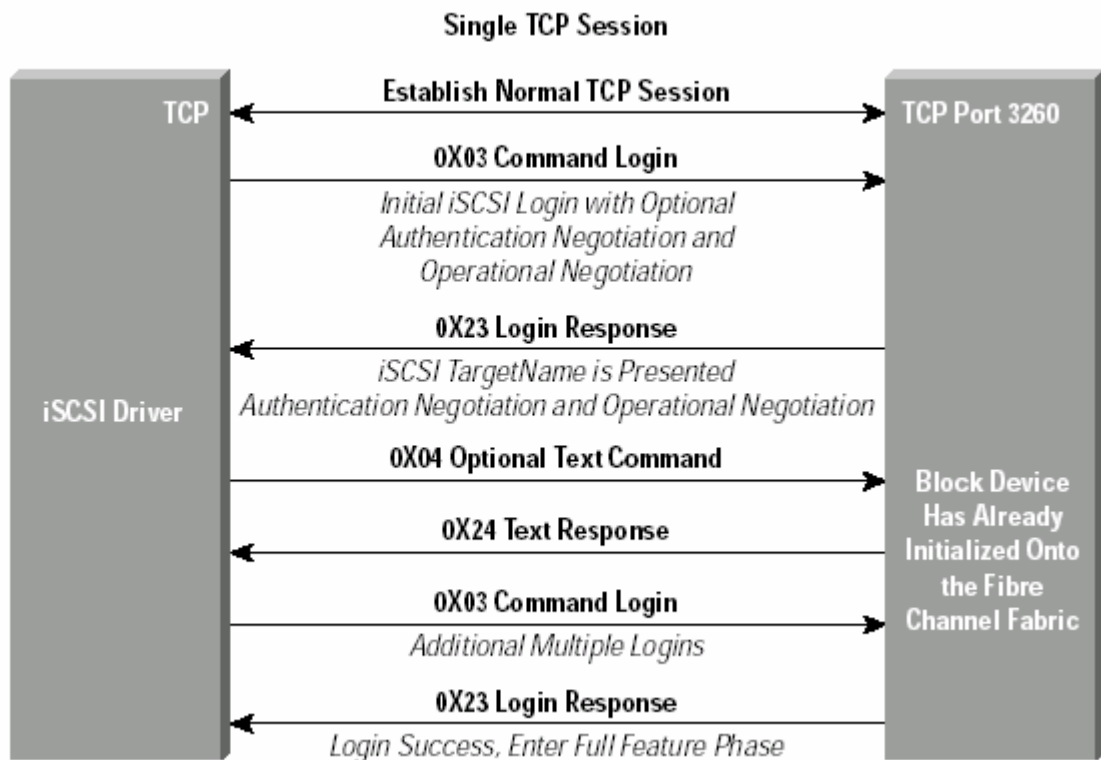 Single TCP Session
TCP
Establish Normal TCP Session
TCP Port 3260
0X03 Command Login
Initial iSCSI Login with Optional
Authentication Negotiation and
Operational Negotiation
0X23 Login Response
iSCSI TargetName is Presented
Authentication Negotiation and Operational Negotiation
iSCSI Driver
0X04 Optional Text Command
0X24 Text Response
0X03 Command Login
Additional Multiple Logins
0X23 Login Response
Login Success, Enter Full Feature Phase
Block Device
Has Already
Initialized Onto
the Fibre
Channel Fabric